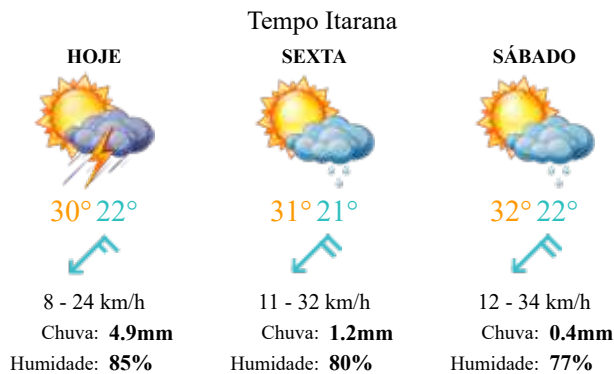 Tempo Itarana
HOJE SEXTA SÁBADO
30° 22° 31° 21° 32° 22°
8 - 24 km/h 11 - 32 km/h 12 - 34 km/h
Chuva: 4.9mm Chuva: 1.2mm Chuva: 0.4mm
Humidade: 85% Humidade: 80% Humidade: 77%